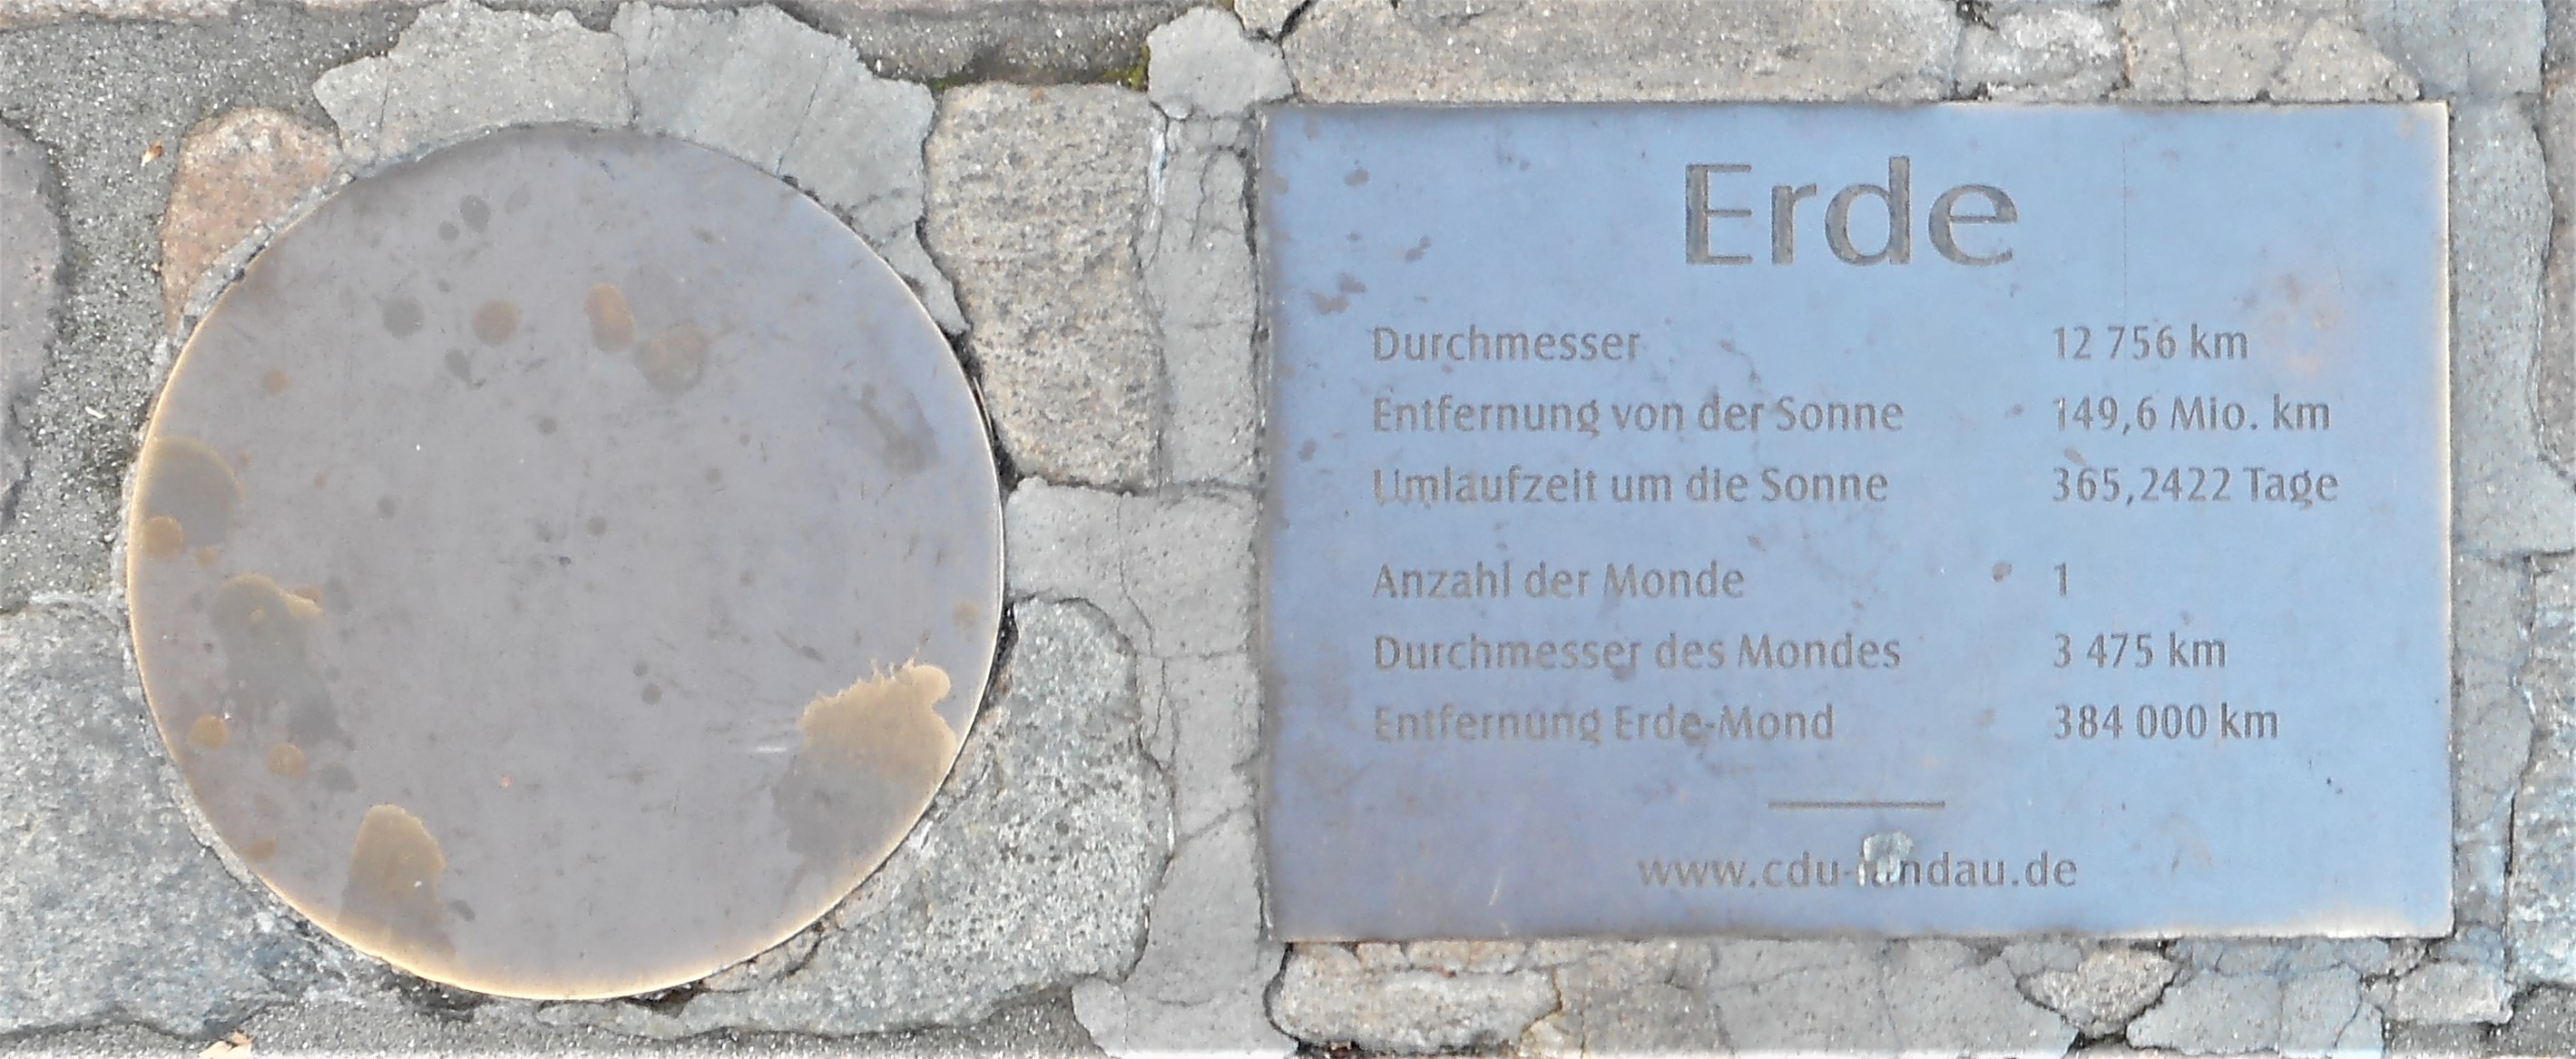 Erde
Durchmesser 12 756 km
Entfernung von der Sonne 149,6 Mio. km
Umlaufzeit um die Sonne 365,2422 Tage
Anzahl der Monde 1
Durchmesser des Mondes 3 475 km
Entfernung Erde-Mond 384 000 km